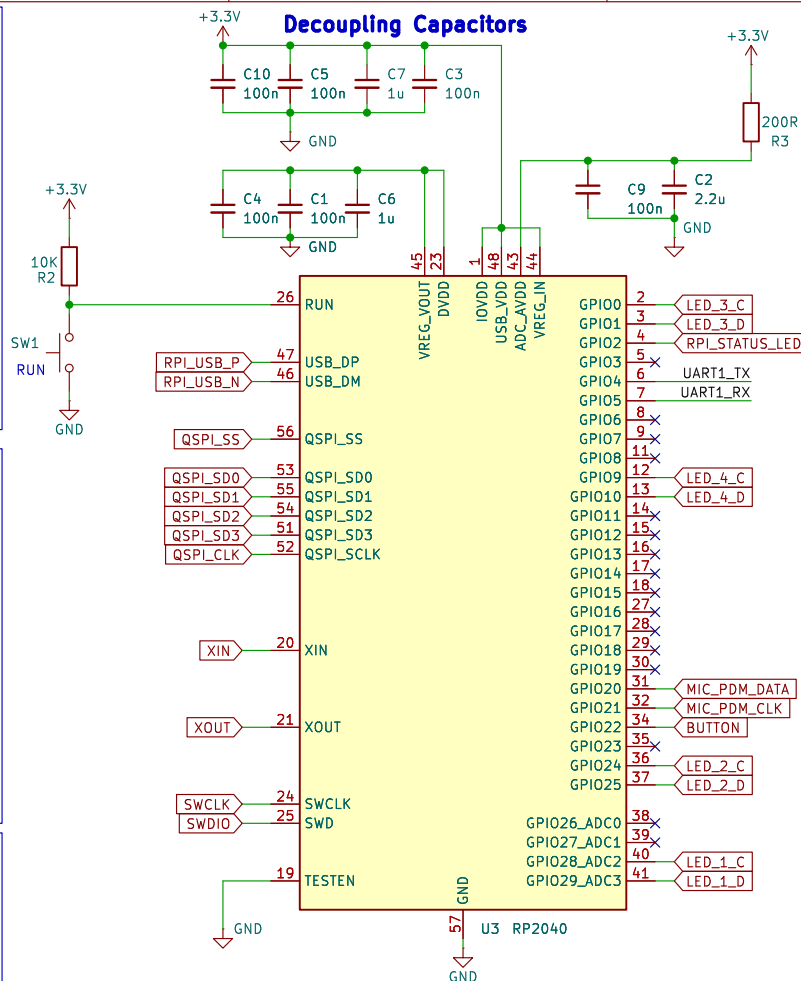 Decoupling Capacitors
+3.3V
+3.3V
C10
100n
C5
100n
C7
1u
C3
100n
GND
200R
R3
C4
100n
C1
100n
C6
1u
GND
C9
100n
C2
2.2u
GND
+3.3V
10K
R2
SW1
RUN
GND
45
23
1
48
43
44
VREG_VOUT
DVDD
IOVDD
USB_VDD
ADC_AVDD
VREG_IN
26 RUN
RPI_USB_P 47 USB_DP
RPI_USB_N 46 USB_DM
QSPI_SS 56 QSPI_SS
QSPI_SD0 53 QSPI_SD0
QSPI_SD1 55 QSPI_SD1
QSPI_SD2 54 QSPI_SD2
QSPI_SD3 51 QSPI_SD3
QSPI_CLK 52 QSPI_SCLK
XIN 20 XIN
XOUT 21 XOUT
SWCLK 24 SWCLK
SWDIO 25 SWD
19 TESTEN
GND
GPIO0 2 LED_3_C
GPIO1 3 LED_3_D
GPIO2 4 RPI_STATUS_LED
GPIO3 5
GPIO4 6 UART1_TX
GPIO5 7 UART1_RX
GPIO6 8
GPIO7 9
GPIO8 11
GPIO9 12 LED_4_C
GPIO10 13 LED_4_D
GPIO11 14
GPIO12 15
GPIO13 16
GPIO14 17
GPIO15 18
GPIO16 27
GPIO17 28
GPIO18 29
GPIO19 30
GPIO20 31 MIC_PDM_DATA
GPIO21 32 MIC_PDM_CLK
GPIO22 34 BUTTON
GPIO23 35
GPIO24 36 LED_2_C
GPIO25 37 LED_2_D
GPIO26_ADC0 38
GPIO27_ADC1 39
GPIO28_ADC2 40 LED_1_C
GPIO29_ADC3 41 LED_1_D
GND
57
U3 RP2040
GND